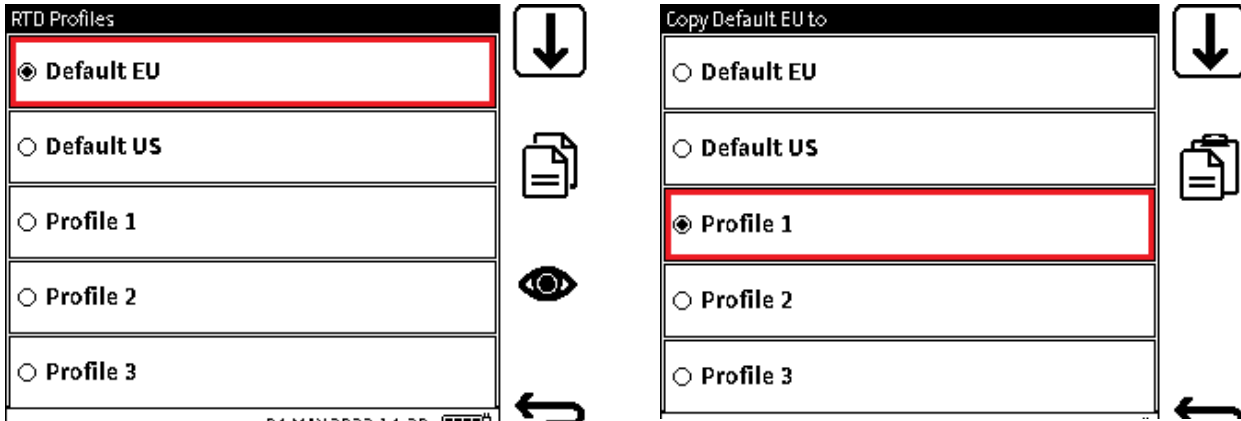 RTD Profiles
Default EU
Default US
Profile 1
Profile 2
Profile 3
Copy Default EU to
Default EU
Default US
Profile 1
Profile 2
Profile 3